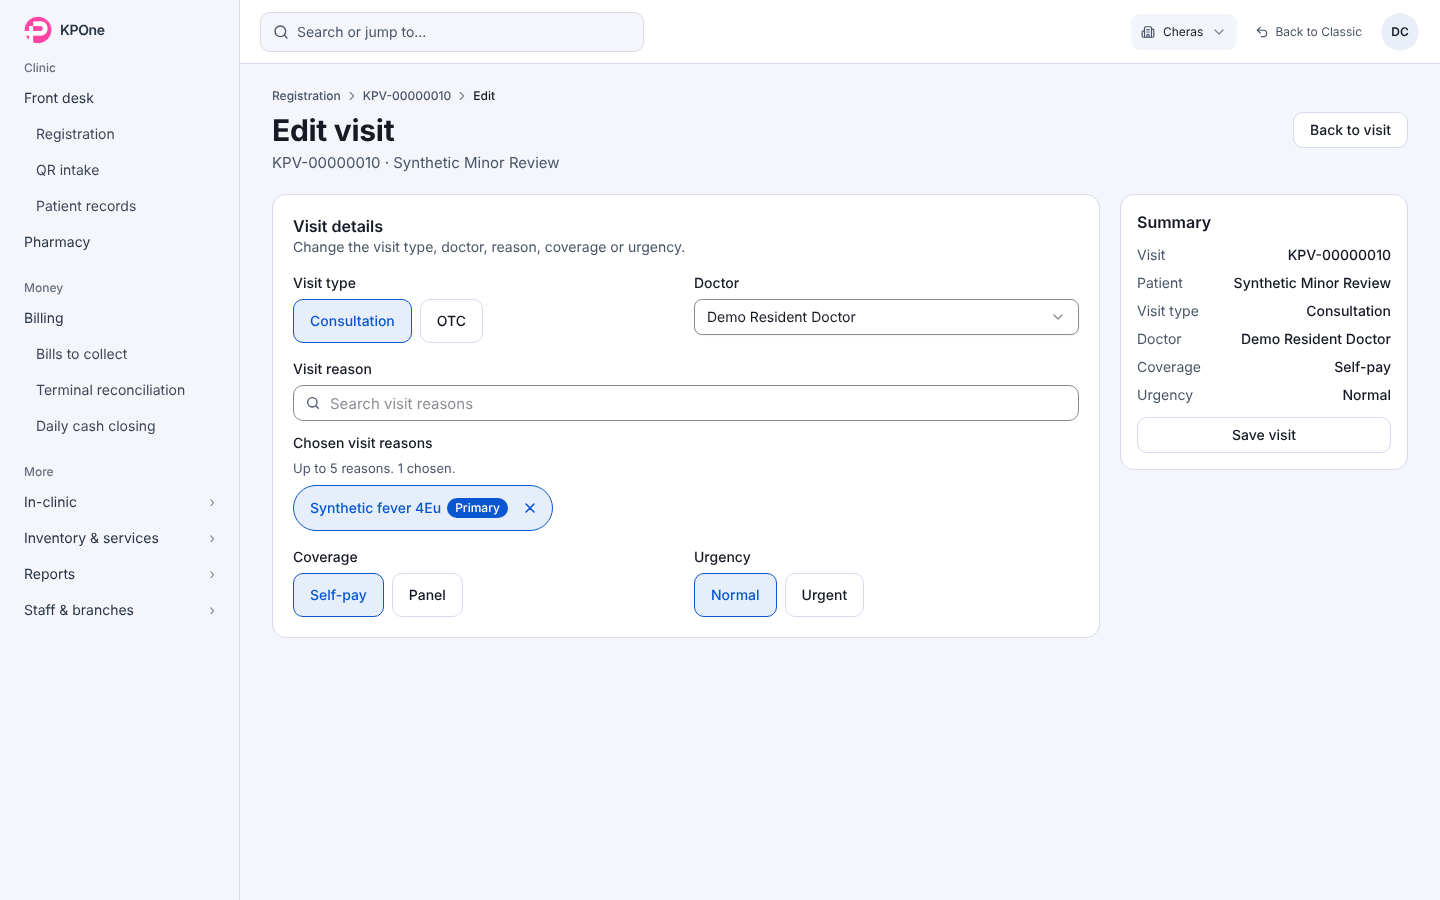 KPOne
Clinic
Front desk
Registration
QR intake
Patient records
Pharmacy
Money
Billing
Bills to collect
Terminal reconciliation
Daily cash closing
More
In-clinic
Inventory & services
Reports
Staff & branches
Search or jump to...
Cheras
Back to Classic
DC
Registration > KPV-00000010 > Edit
Edit visit
KPV-00000010 · Synthetic Minor Review
Back to visit
Visit details
Change the visit type, doctor, reason, coverage or urgency.
Visit type
Consultation OTC
Doctor
Demo Resident Doctor
Visit reason
Search visit reasons
Chosen visit reasons
Up to 5 reasons. 1 chosen.
Synthetic fever 4Eu Primary
Coverage
Self-pay Panel
Urgency
Normal Urgent
Summary
Visit KPV-00000010
Patient Synthetic Minor Review
Visit type Consultation
Doctor Demo Resident Doctor
Coverage Self-pay
Urgency Normal
Save visit